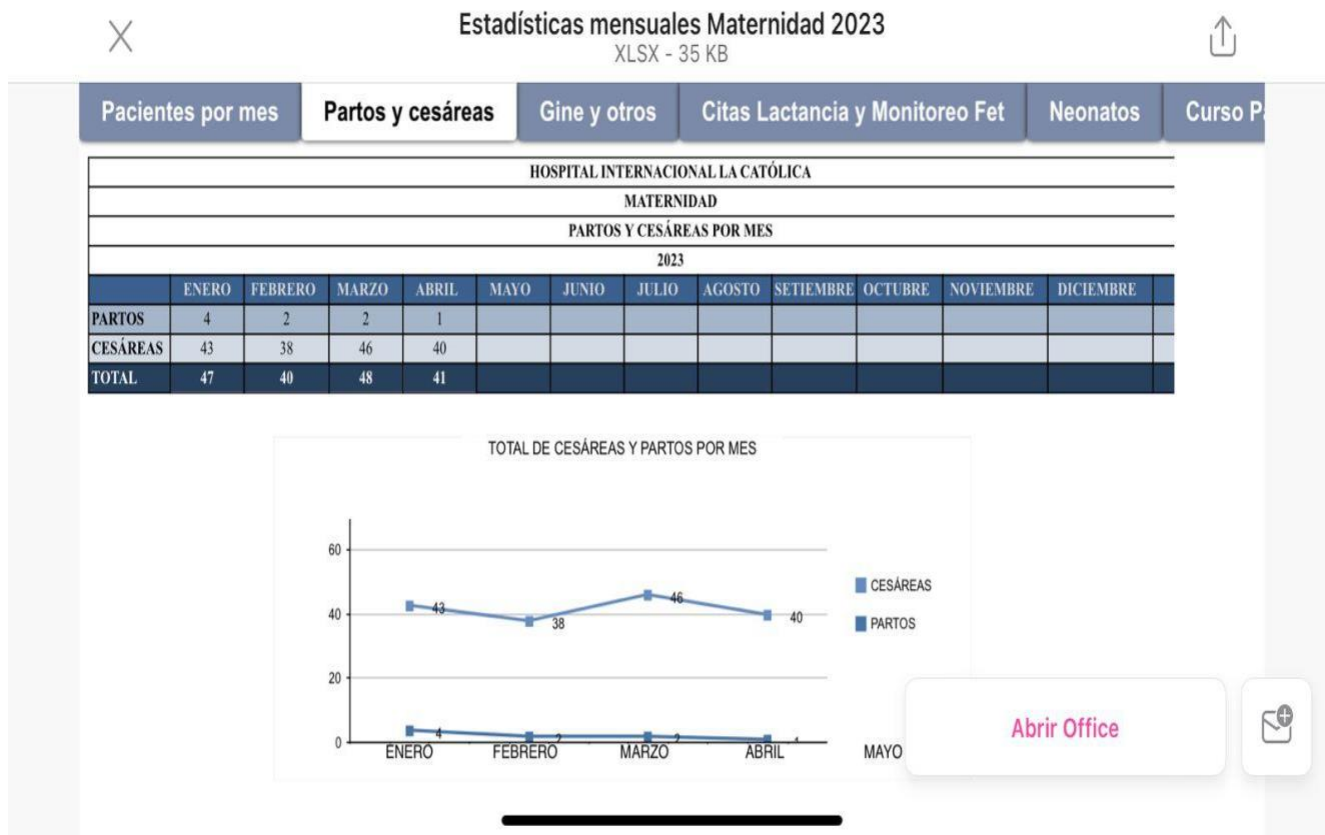 Estadísticas mensuales Maternidad 2023
XLSX - 35 KB
Pacientes por mes Partos y cesáreas Gine y otros Citas Lactancia y Monitoreo Fet Neonatos Curso P
HOSPITAL INTERNACIONAL LA CATÓLICA
MATERNIDAD
PARTOS Y CESÁREAS POR MES
2023
ENERO FEBRERO MARZO ABRIL MAYO JUNIO JULIO AGOSTO SETIEMBRE OCTUBRE NOVIEMBRE DICIEMBRE
PARTOS 4 2 2 1
CESÁREAS 43 38 46 40
TOTAL 47 40 48 41
TOTAL DE CESÁREAS Y PARTOS POR MES
60
40
20
0
43 38 46 40
4 2 2
ENERO FEBRERO MARZO ABRIL MAYO
CESÁREAS
PARTOS
Abrir Office